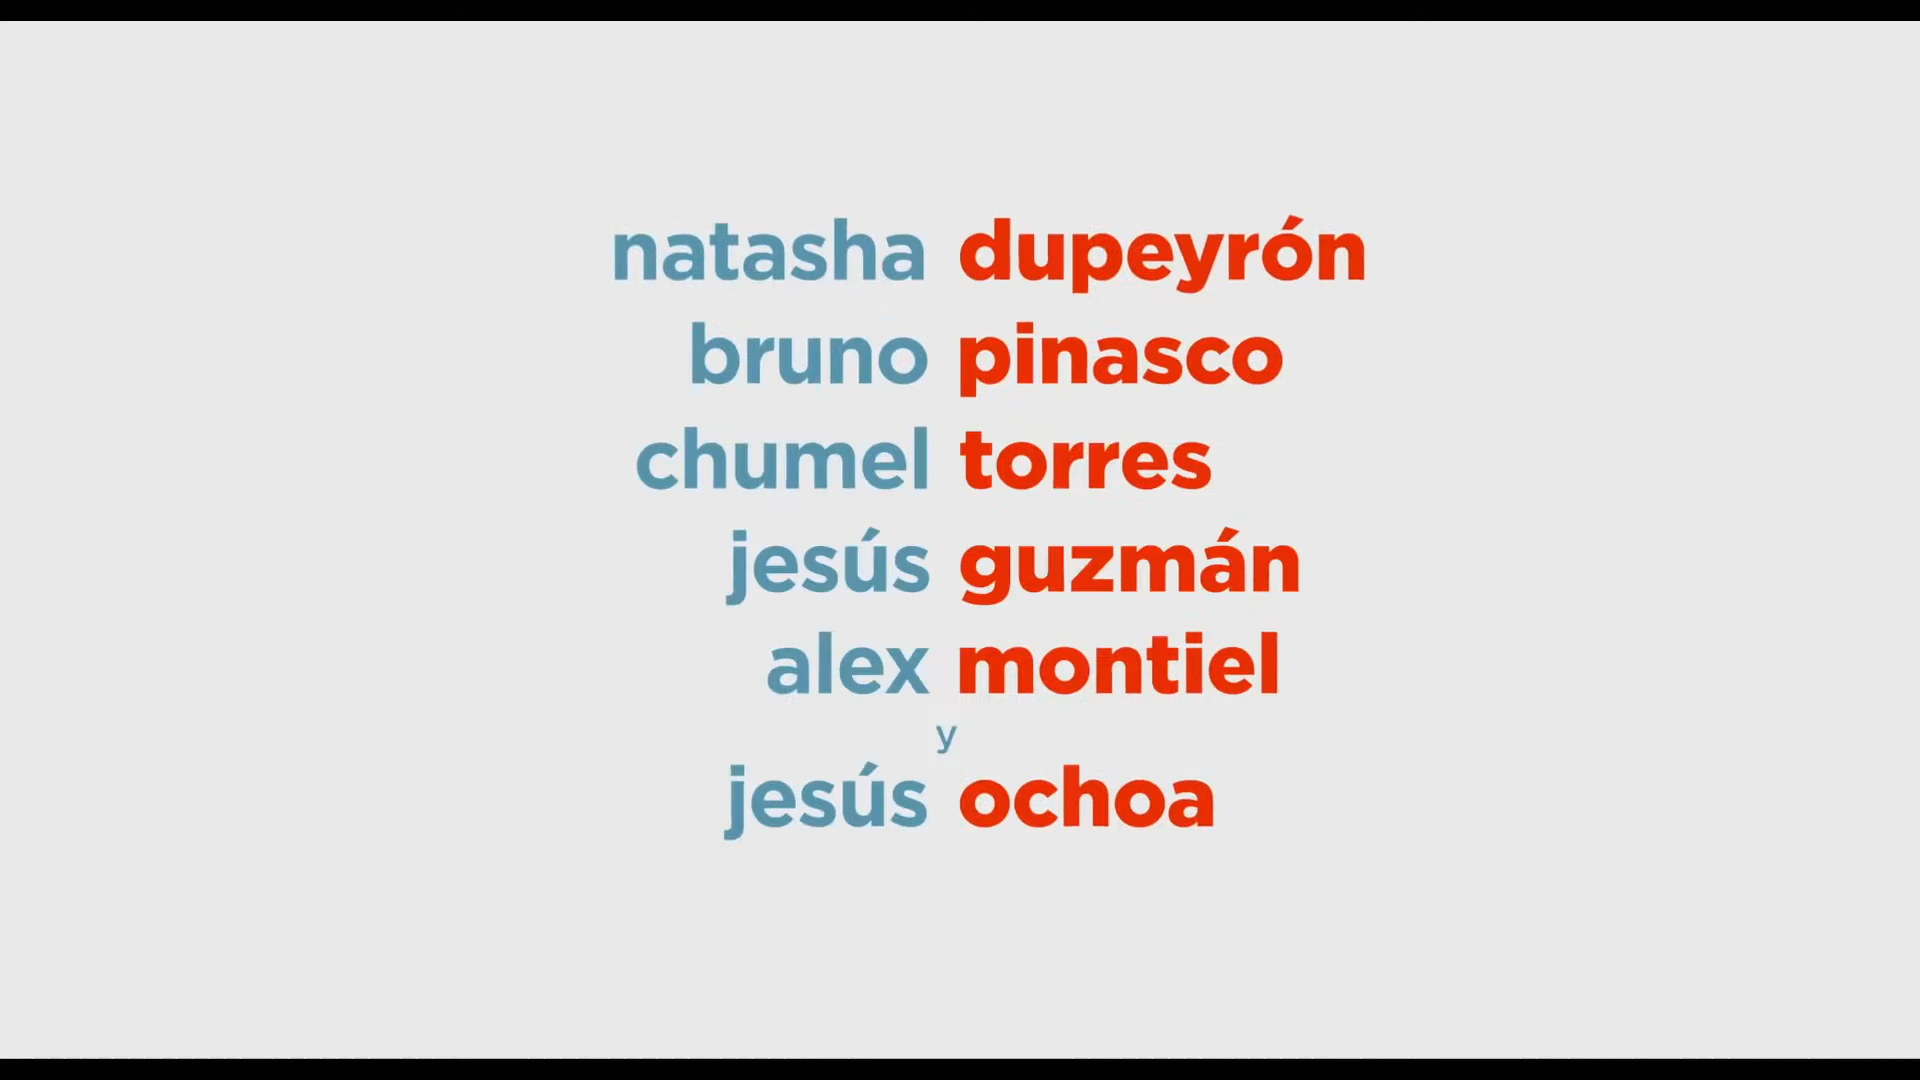 natasha dupeyrón
bruno pinasco
chumel torres
jesús guzmán
alex montiel
y
jesús ochoa